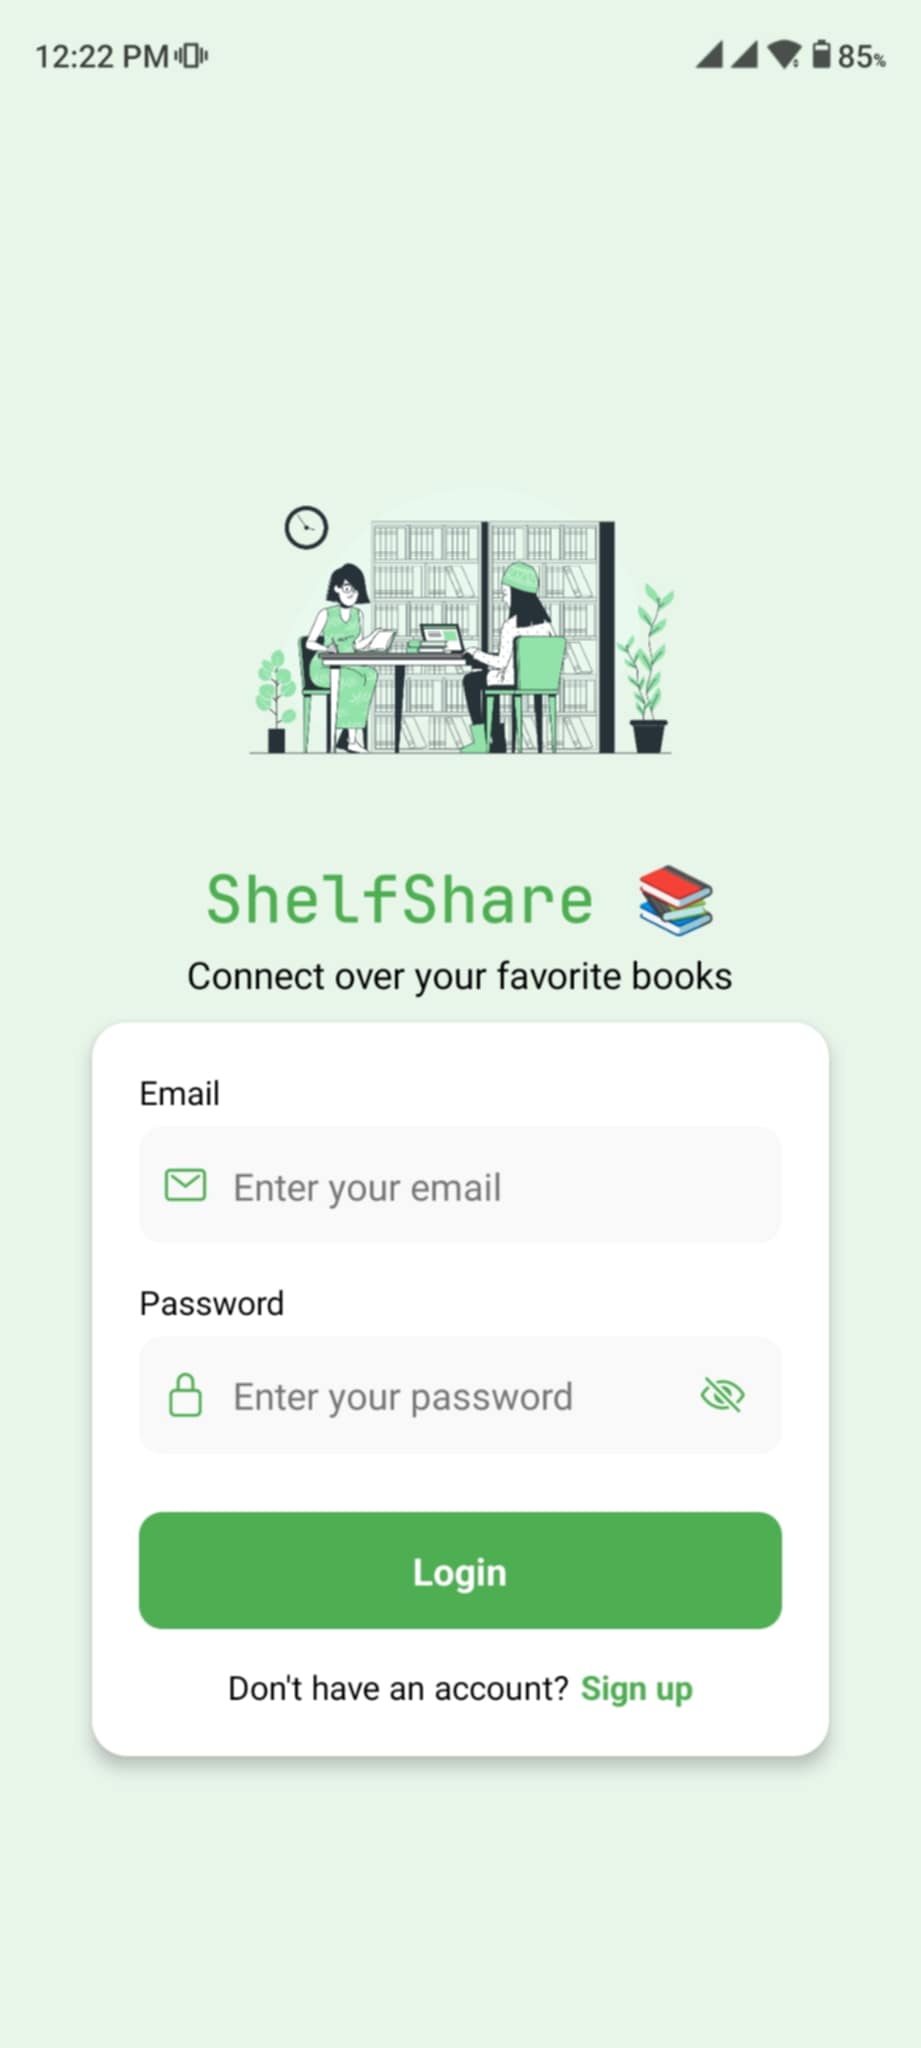 12:22 PM 85%
ShelfShare 📚
Connect over your favorite books
Email
Enter your email
Password
Enter your password
Login
Don't have an account? Sign up